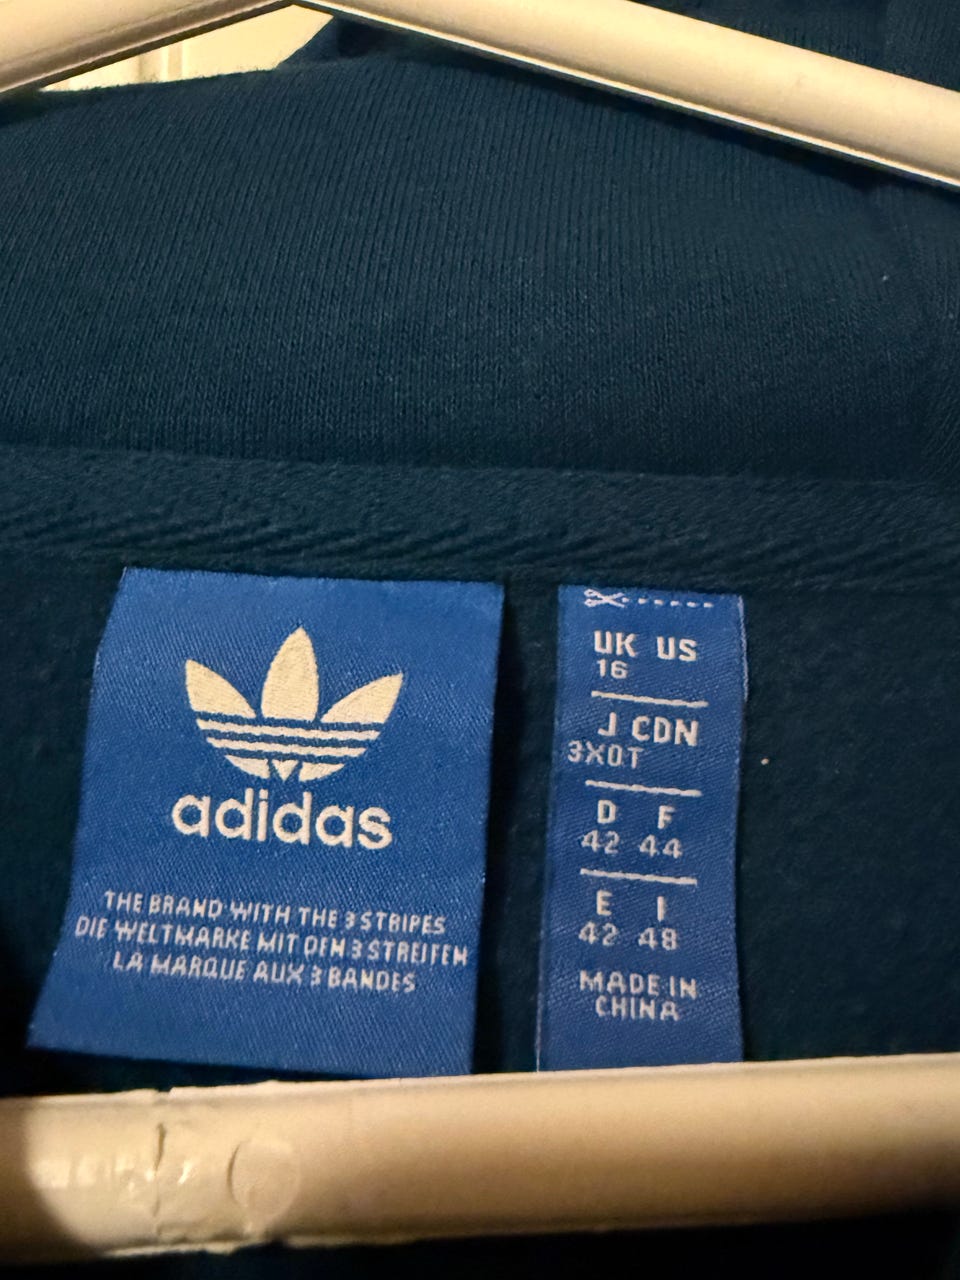 adidas
THE BRAND WITH THE 3 STRIPES
DIE WELTMARKE MIT DEN 3 STREIFEN
LA MARQUE AUX 3 BANDES
UK US
16
J CDN
3XOT
D F
42 44
E I
42 48
MADE IN
CHINA